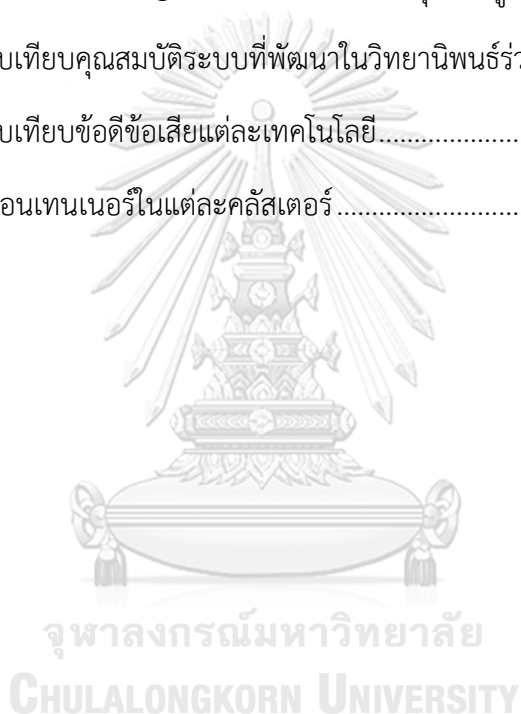 บเทียบคุณสมบัติระบบที่พัฒนาในวิทยานิพนธ์ร่ว
บเทียบข้อดีข้อเสียแต่ละเทคโนโลยี......................
อนเทนเนอร์ในแต่ละคลัสเตอร์...........................
จุฬาลงกรณ์มหาวิทยาลัย
CHULALONGKORN UNIVERSITY